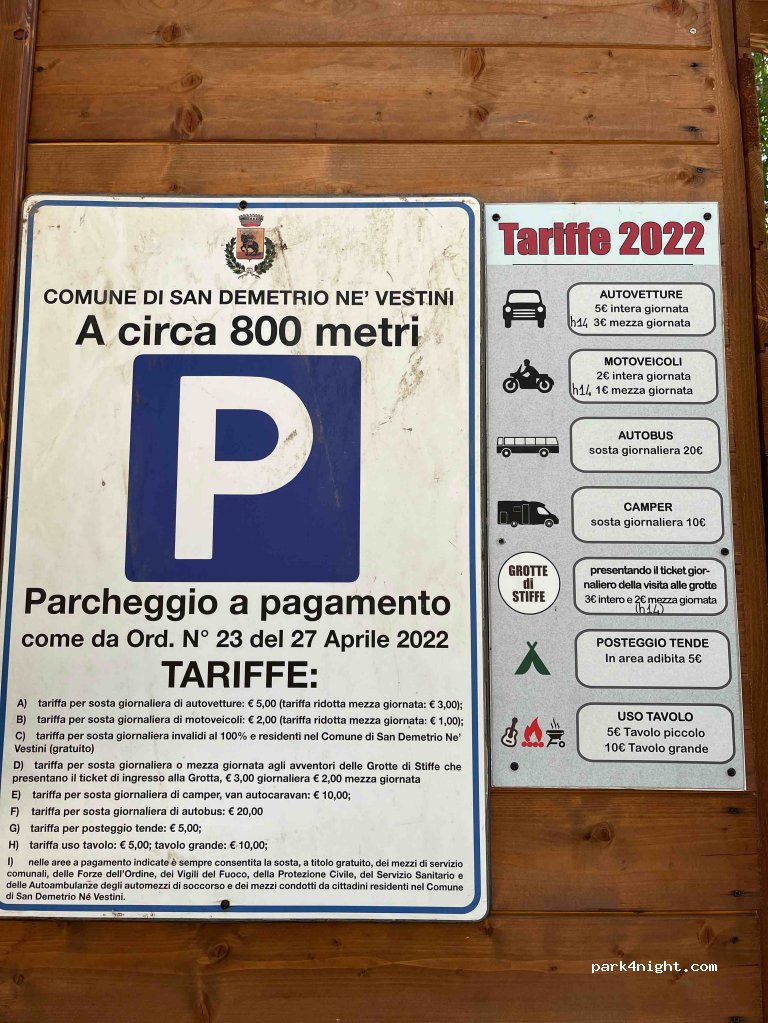 COMUNE DI SAN DEMETRIO NE' VESTINI
A circa 800 metri
P
Parcheggio a pagamento
come da Ord. N° 23 del 27 Aprile 2022
TARIFFE:
A) tariffa per sosta giornaliera di autovetture: € 5,00 (tariffa ridotta mezza giornata: € 3,00);
B) tariffa per sosta giornaliera di motoveicoli: € 2,00 (tariffa ridotta mezza giornata: € 1,00);
C) tariffa per sosta giornaliera invalidi al 100% e residenti nel Comune di San Demetrio Ne'
Vestini (gratuito)
D) tariffa per sosta giornaliera o mezza giornata agli avventori delle Grotte di Stiffe che
presentano il ticket di ingresso alla Grotta, € 3,00 giornaliera € 2,00 mezza giornata
E) tariffa per sosta giornaliera di camper, van autocaravan: € 10,00;
F) tariffa per sosta giornaliera di autobus: € 20,00
G) tariffa per posteggio tende: € 5,00;
H) tariffa uso tavolo: € 5,00; tavolo grande: € 10,00;
I) nelle aree a pagamento indicate è sempre consentita la sosta, a titolo gratuito, dei mezzi di servizio
comunali, delle Forze dell'Ordine, dei Vigili del Fuoco, della Protezione Civile, del Servizio Sanitario e
delle Autoambulanze degli automezzi di soccorso e dei mezzi condotti da cittadini residenti nel Comune
di San Demetrio Né Vestini.
Tariffe 2022
AUTOVETTURE
5€ intera giornata
h14 3€ mezza giornata
MOTOVEICOLI
2€ intera giornata
h14 1€ mezza giornata
AUTOBUS
sosta giornaliera 20€
CAMPER
sosta giornaliera 10€
GROTTE
di
STIFFE
presentando il ticket gior-
naliero della visita alle grotte
3€ intero e 2€ mezza giornata
(h14)
POSTEGGIO TENDE
In area adibita 5€
USO TAVOLO
5€ Tavolo piccolo
10€ Tavolo grande
park4night.com